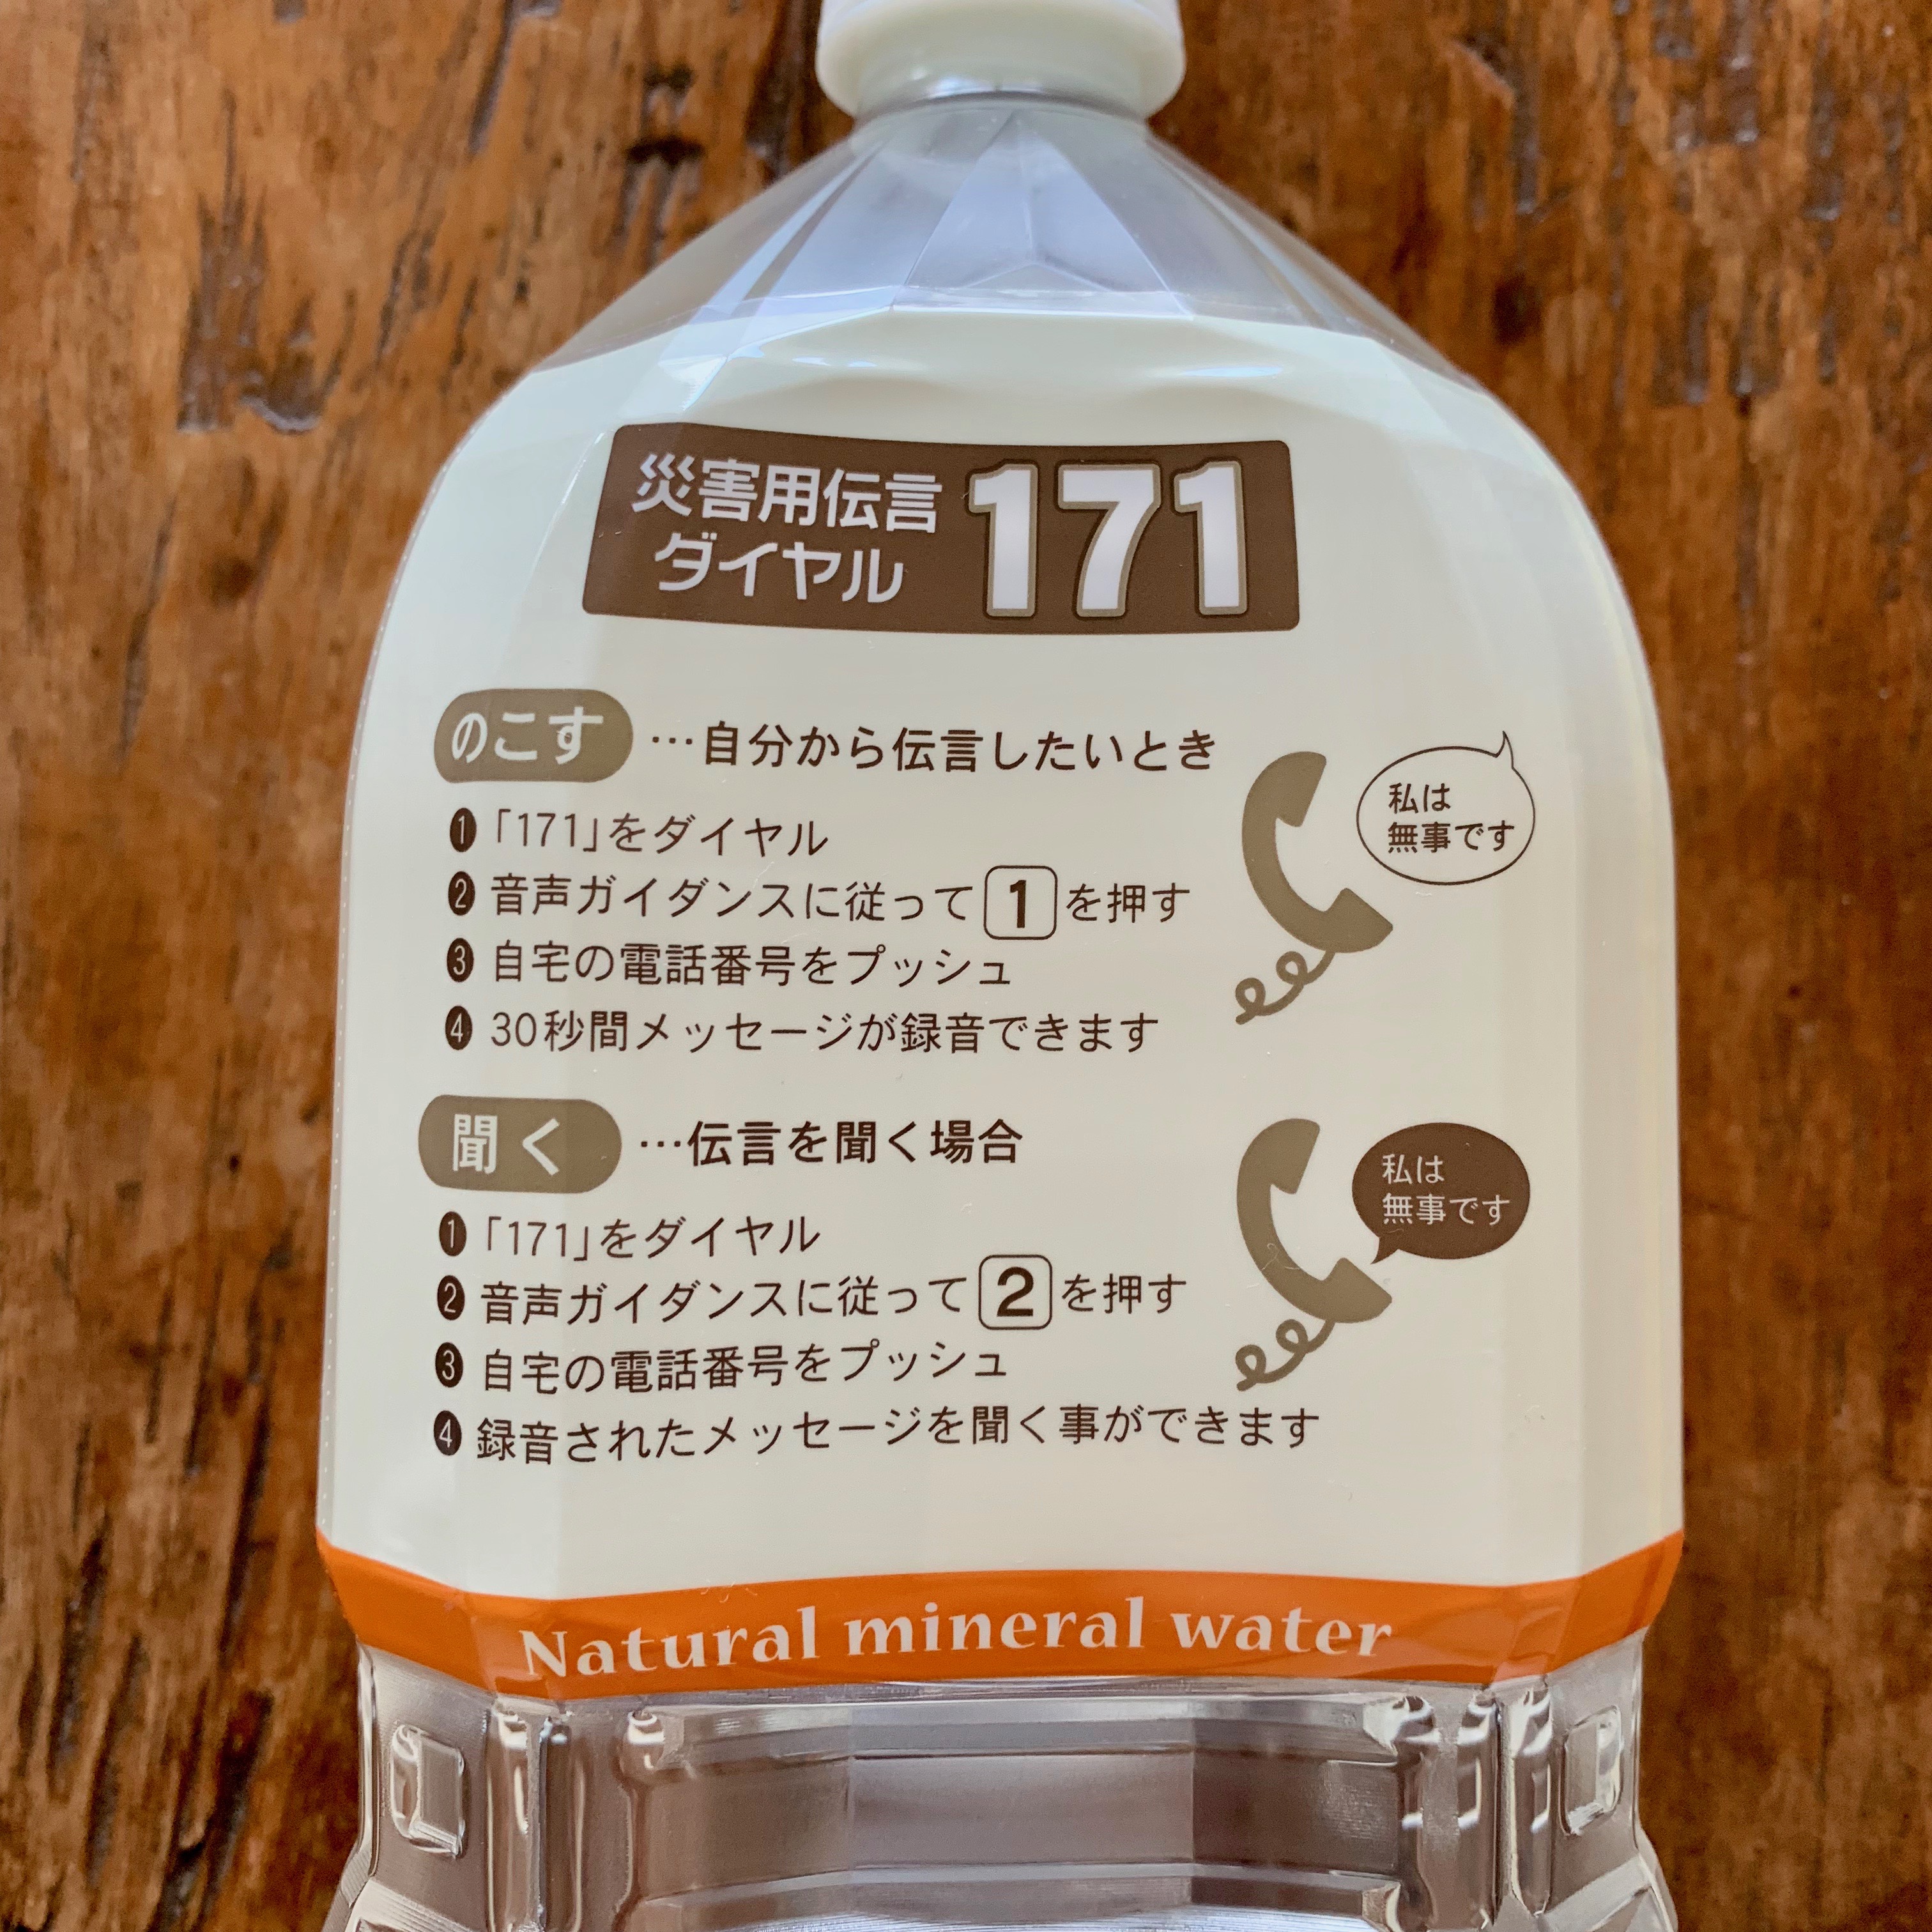 災害用伝言
ダイヤル 171
のこす …自分から伝言したいとき
❶「171」をダイヤル
❷ 音声ガイダンスに従って 1 を押す
❸ 自宅の電話番号をプッシュ
❹ 30秒間メッセージが録音できます
私は
無事です
聞く …伝言を聞く場合
❶「171」をダイヤル
❷ 音声ガイダンスに従って 2 を押す
❸ 自宅の電話番号をプッシュ
❹ 録音されたメッセージを聞く事ができます
私は
無事です
Natural mineral water